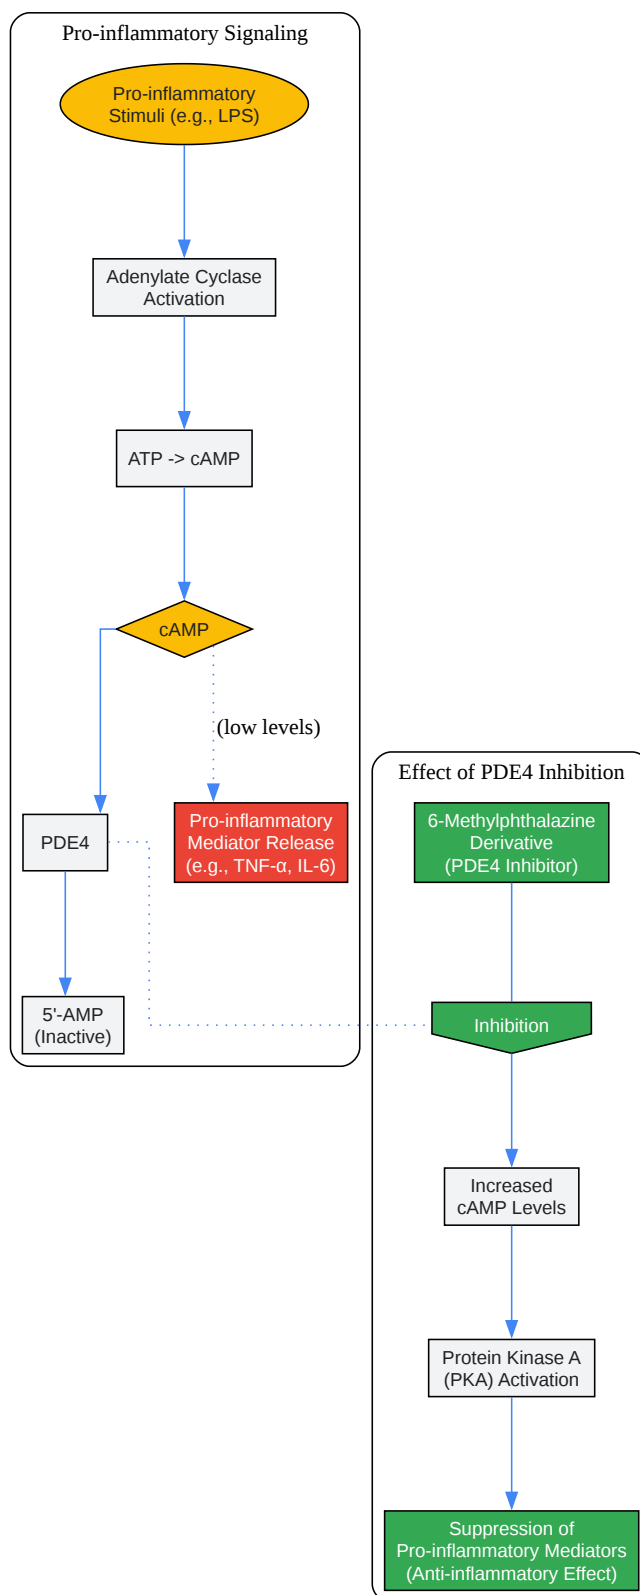 Pro-inflammatory Signaling
Pro-inflammatory
Stimuli (e.g., LPS)
Adenylate Cyclase
Activation
ATP -> cAMP
cAMP
(low levels)
PDE4
Pro-inflammatory
Mediator Release
(e.g., TNF-α, IL-6)
5'-AMP
(Inactive)
Effect of PDE4 Inhibition
6-Methylphthalazine
Derivative
(PDE4 Inhibitor)
Inhibition
Increased
cAMP Levels
Protein Kinase A
(PKA) Activation
Suppression of
Pro-inflammatory Mediators
(Anti-inflammatory Effect)